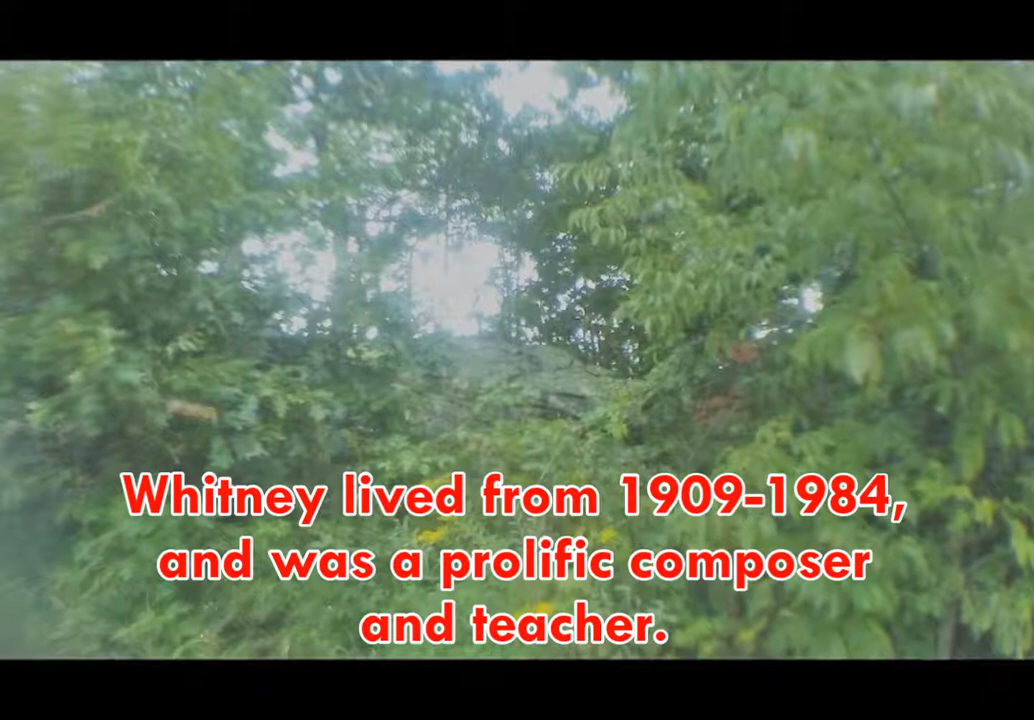 Whitney lived from 1909-1984,
and was a prolific composer
and teacher.